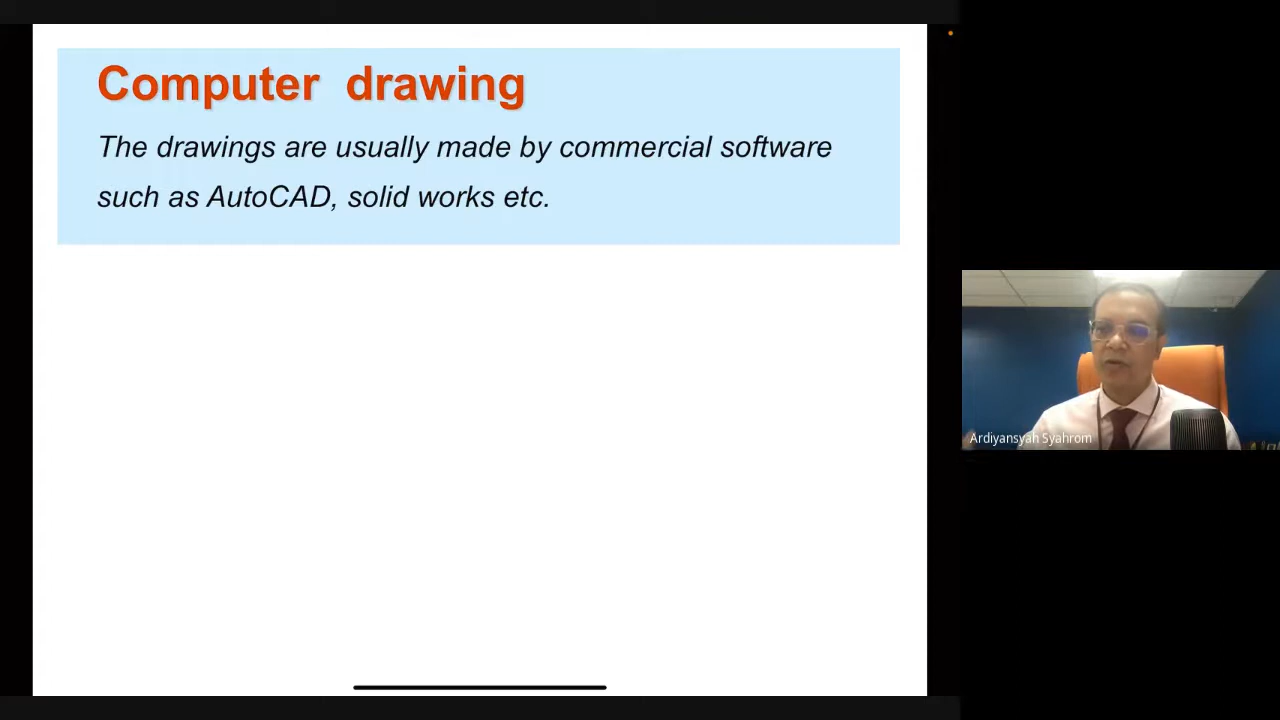 Computer drawing
The drawings are usually made by commercial software
such as AutoCAD, solid works etc.
Ardiyansyah Syahrom